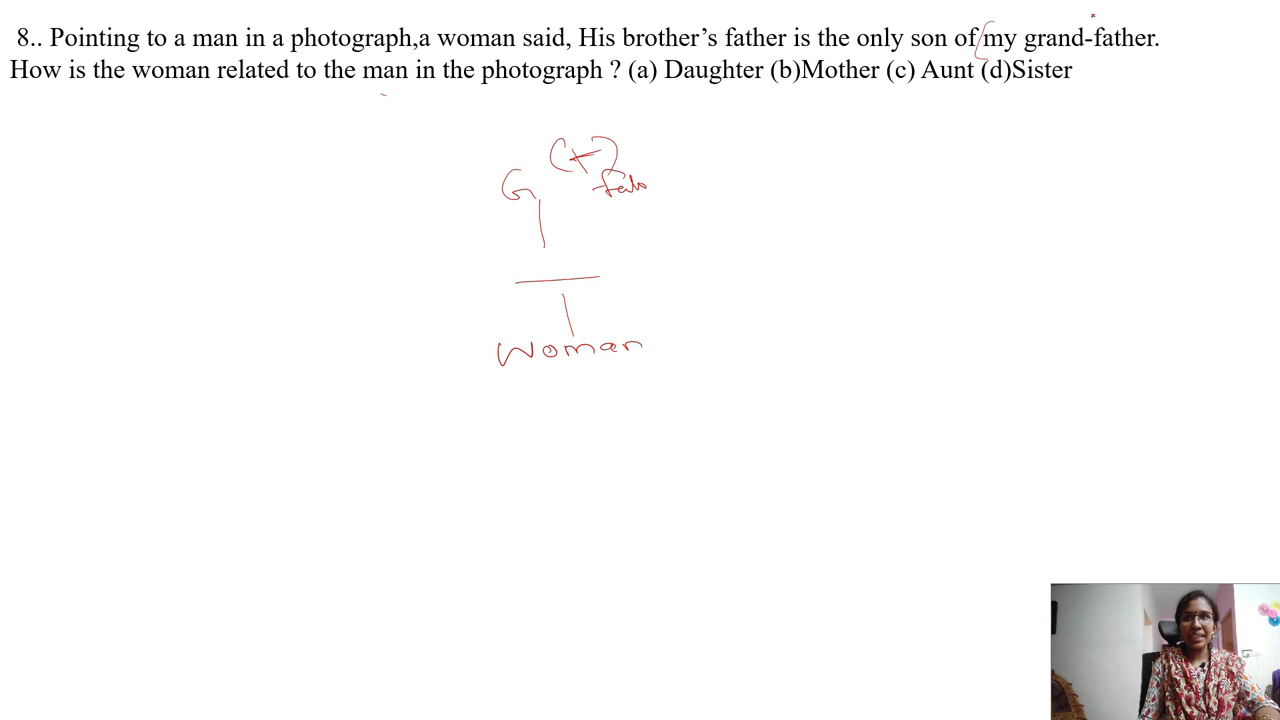 8.. Pointing to a man in a photograph,a woman said, His brother's father is the only son of my grand-father.
How is the woman related to the man in the photograph ? (a) Daughter (b)Mother (c) Aunt (d)Sister
(+)
G
Woman